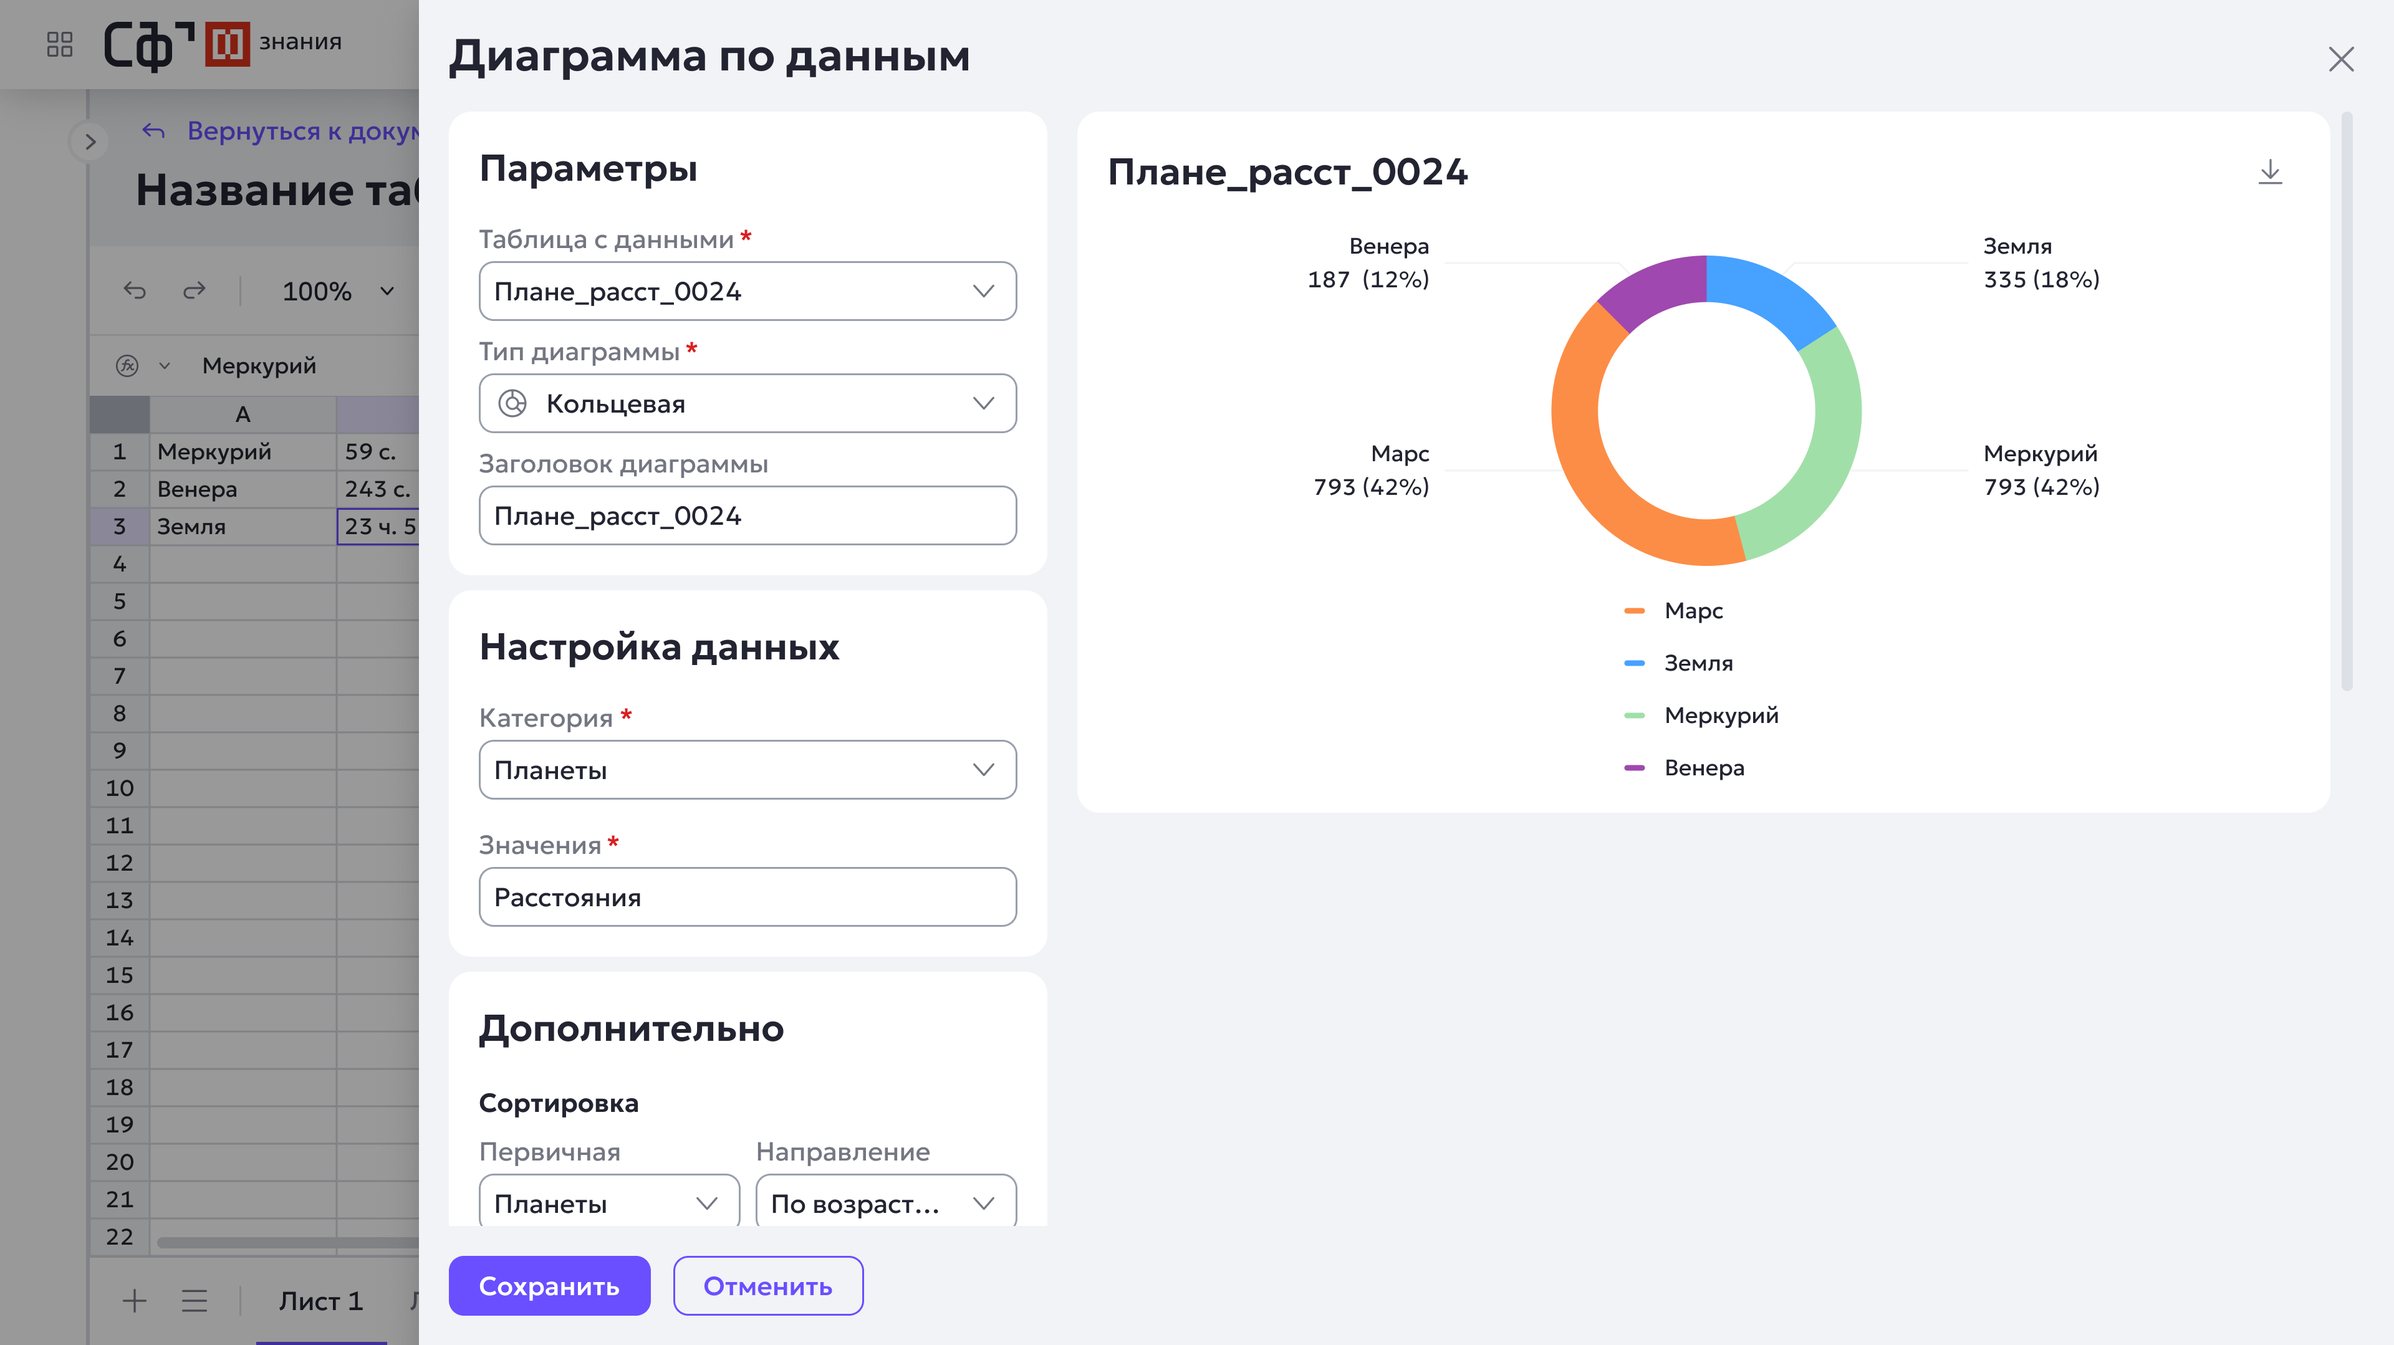 Сф знания
Вернуться к докум
Название таб
100%
Меркурий
A
1 Меркурий 59 с.
2 Венера 243 с.
3 Земля 23 ч. 5
4
5
6
7
8
9
10
11
12
13
14
15
16
17
18
19
20
21
22
Лист 1
Диаграмма по данным
Параметры
Таблица с данными *
Плане_расст_0024
Тип диаграммы *
Кольцевая
Заголовок диаграммы
Плане_расст_0024
Настройка данных
Категория *
Планеты
Значения *
Расстояния
Дополнительно
Сортировка
Первичная Направление
Планеты По возраст...
Сохранить Отменить
Плане_расст_0024
Венера
187 (12%)
Земля
335 (18%)
Марс
793 (42%)
Меркурий
793 (42%)
Марс
Земля
Меркурий
Венера